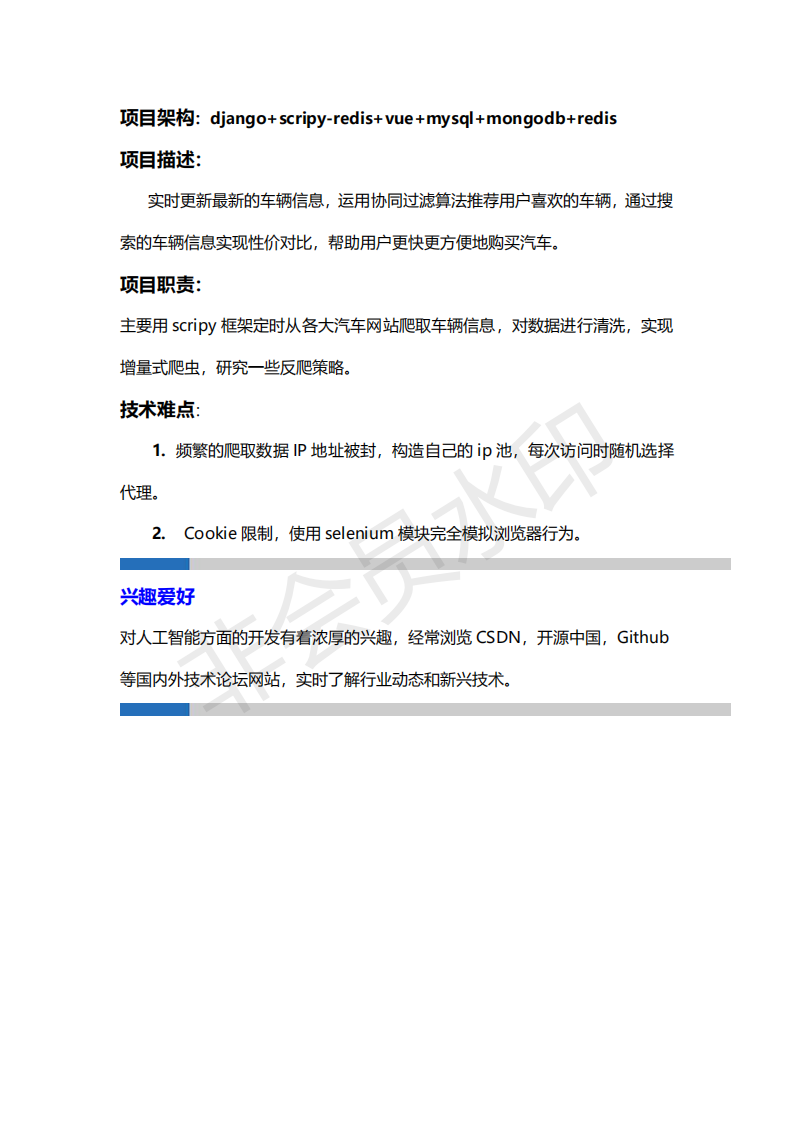 项目架构：django+scripy-redis+vue+mysql+mongodb+redis
项目描述：
实时更新最新的车辆信息，运用协同过滤算法推荐用户喜欢的车辆，通过搜
索的车辆信息实现性价对比，帮助用户更快更方便地购买汽车。
项目职责：
主要用 scripy 框架定时从各大汽车网站爬取车辆信息，对数据进行清洗，实现
增量式爬虫，研究一些反爬策略。
技术难点：
1. 频繁的爬取数据 IP 地址被封，构造自己的 ip 池，每次访问时随机选择
代理。
2. Cookie 限制，使用 selenium 模块完全模拟浏览器行为。
兴趣爱好
对人工智能方面的开发有着浓厚的兴趣，经常浏览 CSDN，开源中国，Github
等国内外技术论坛网站，实时了解行业动态和新兴技术。
非会员水印